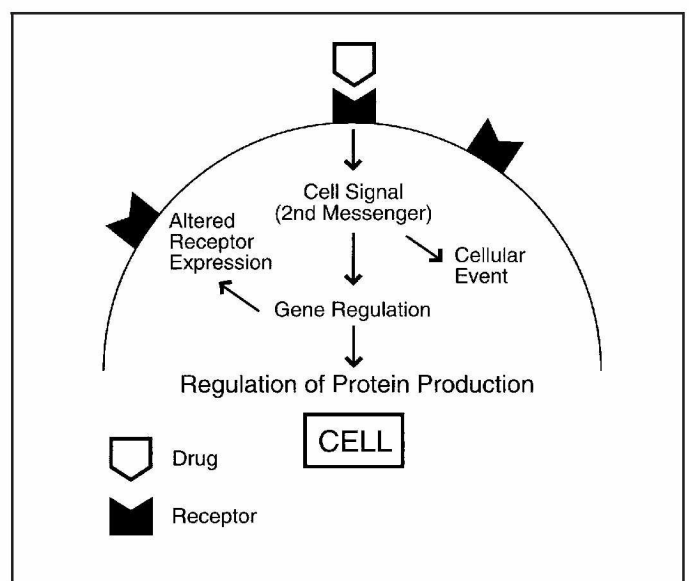 Cell Signal
(2nd Messenger)
Altered
Receptor
Expression
Cellular
Event
Gene Regulation
Regulation of Protein Production
CELL
Drug
Receptor